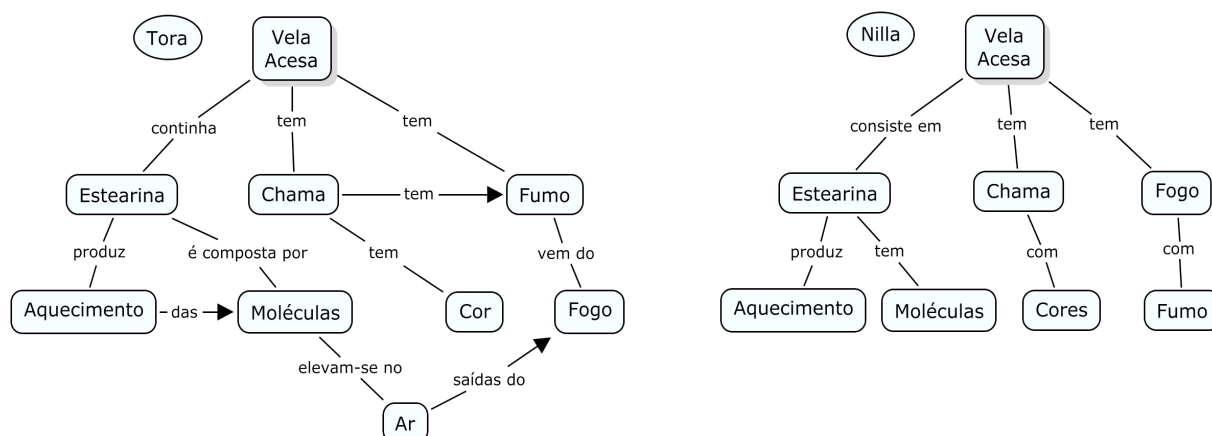 Tora
Vela
Acesa
continha
tem
tem
Estearina
Chama
tem
Fumo
produz
é composta por
tem
vem do
Aquecimento
das
Moléculas
Cor
Fogo
elevam-se no
saídas do
Ar
Nilla
Vela
Acesa
consiste em
tem
tem
Estearina
Chama
Fogo
produz
tem
com
com
Aquecimento
Moléculas
Cores
Fumo